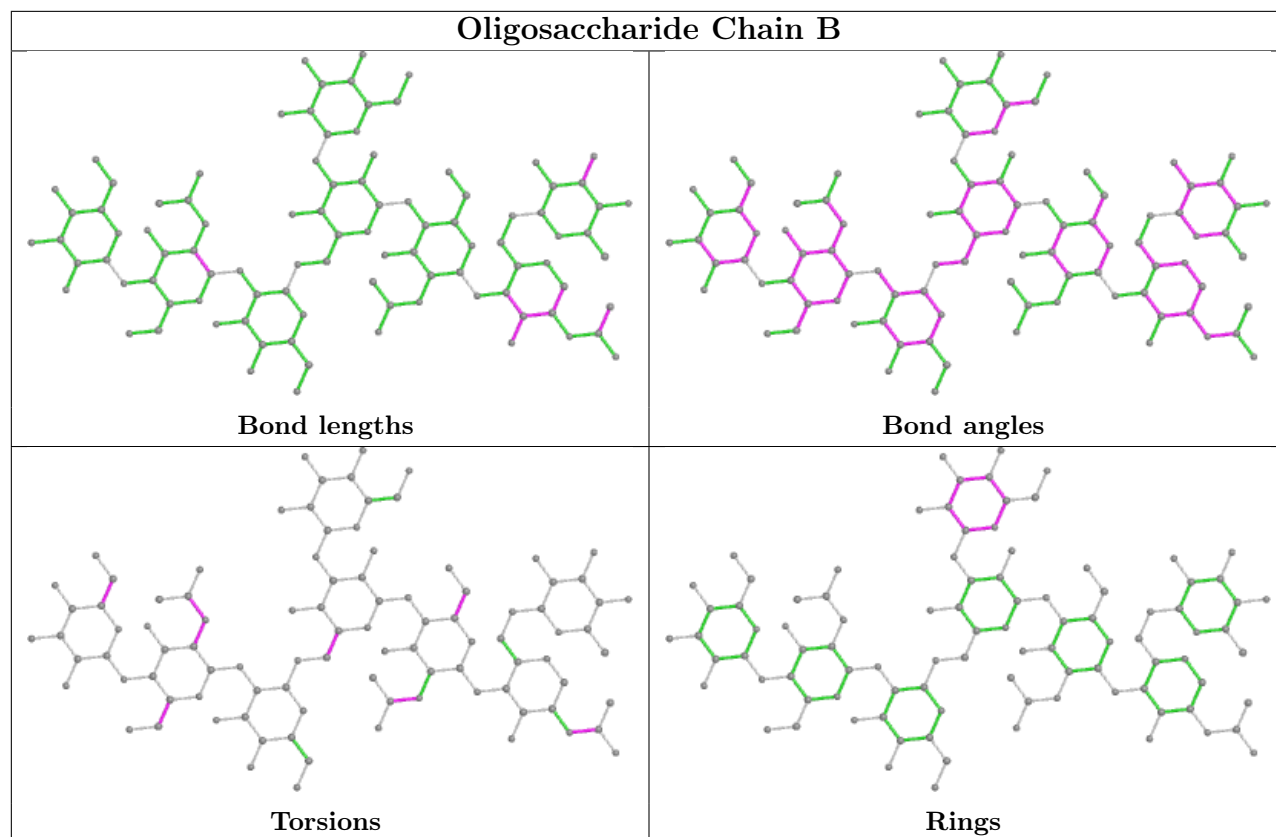 Oligosaccharide Chain B
Bond lengths
Bond angles
Torsions
Rings